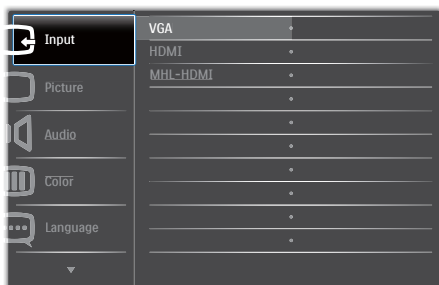 Input
Picture
Audio
Color
Language
VGA
HDMI
MHL-HDMI